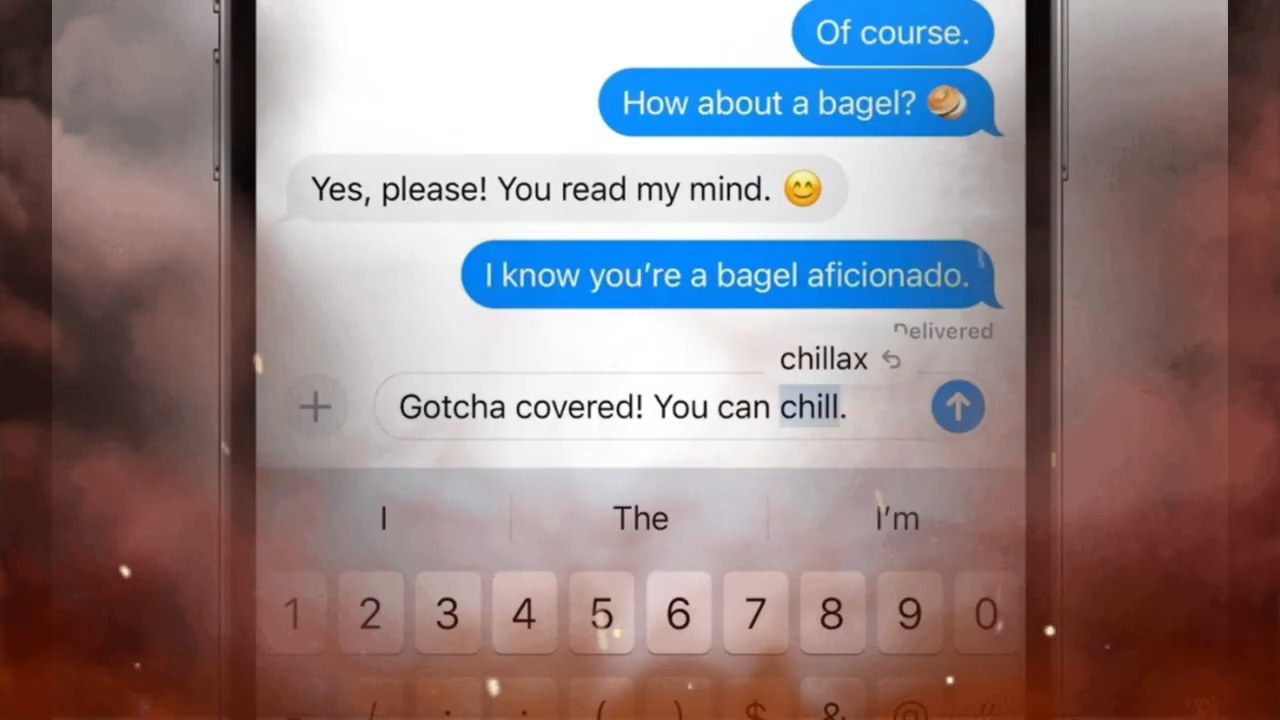 Of course.
How about a bagel? 🥯
Yes, please! You read my mind. 😊
I know you’re a bagel aficionado.
Delivered
chillax
Gotcha covered! You can chill.
I The I’m
1 2 3 4 5 6 7 8 9 0
- / : ; ( ) $ & @ "